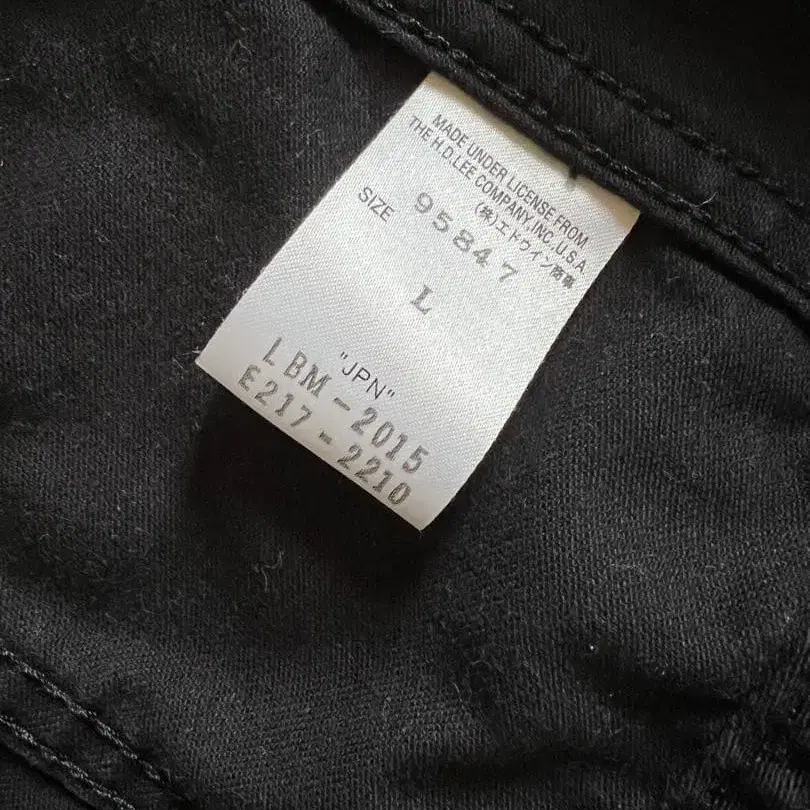 MADE UNDER LICENSE FROM
THE H.D.LEE COMPANY,INC,U.S.A
(株)エドウイン商事
95847
SIZE L
"JPN"
LBM-2015
E217-2210